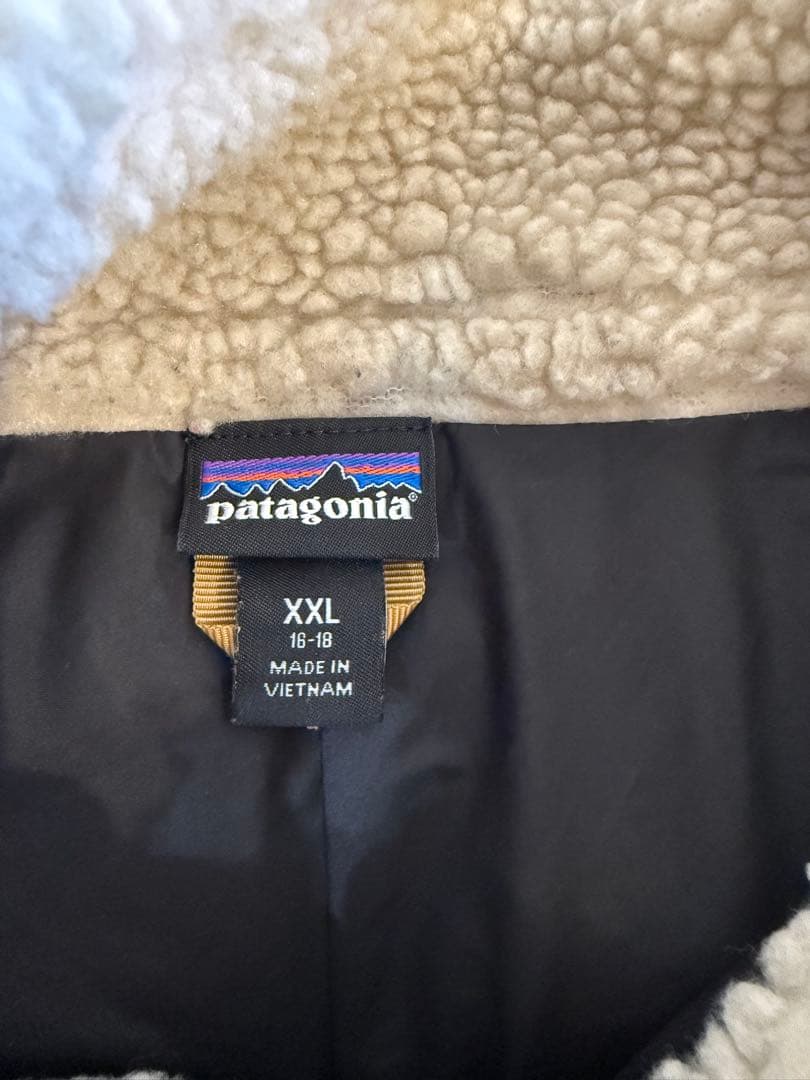 patagonia®
XXL
16-18
MADE IN
VIETNAM